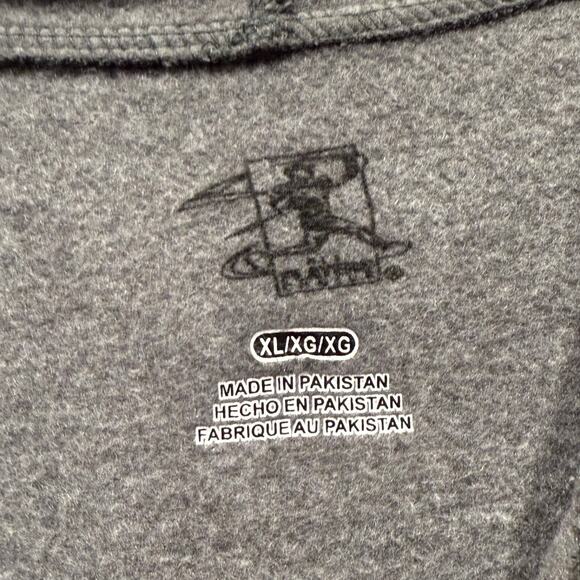 XL/XG/XG
MADE IN PAKISTAN
HECHO EN PAKISTAN
FABRIQUE AU PAKISTAN